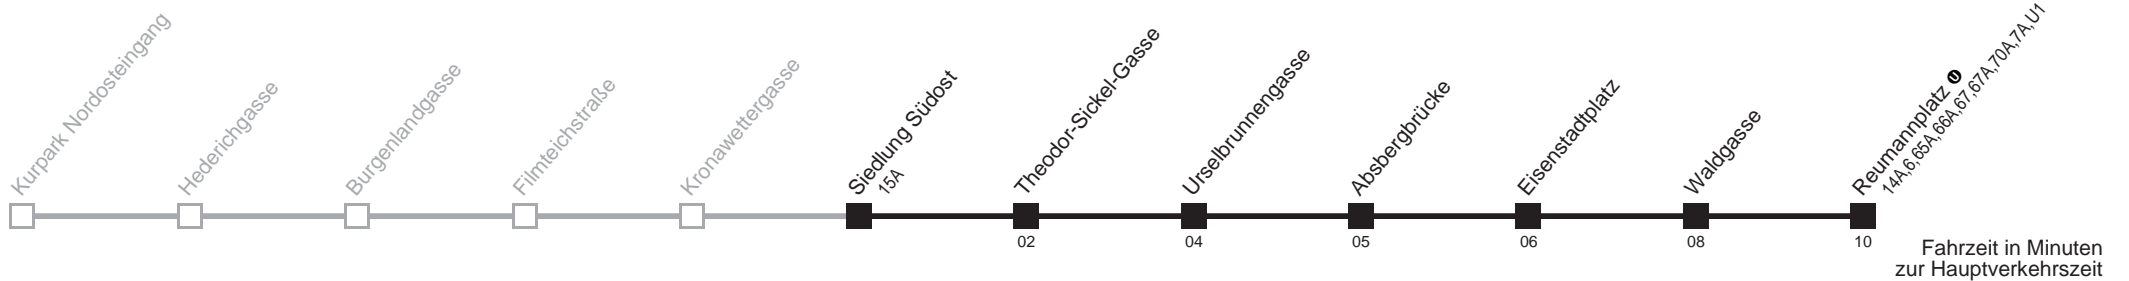 Kurpark Nordosteingang
Hederichgasse
Burgenlandgasse
Filmteichstraße
Kronawettergasse
Siedlung Südost
15A
Theodor-Sickel-Gasse
Urselbrunnengasse
Absbergbrücke
Eisenstadtplatz
Waldgasse
Reumannplatz U
14A,6,65A,66A,67,67A,70A,7A,U1
02
04
05
06
08
10
Fahrzeit in Minuten
zur Hauptverkehrszeit